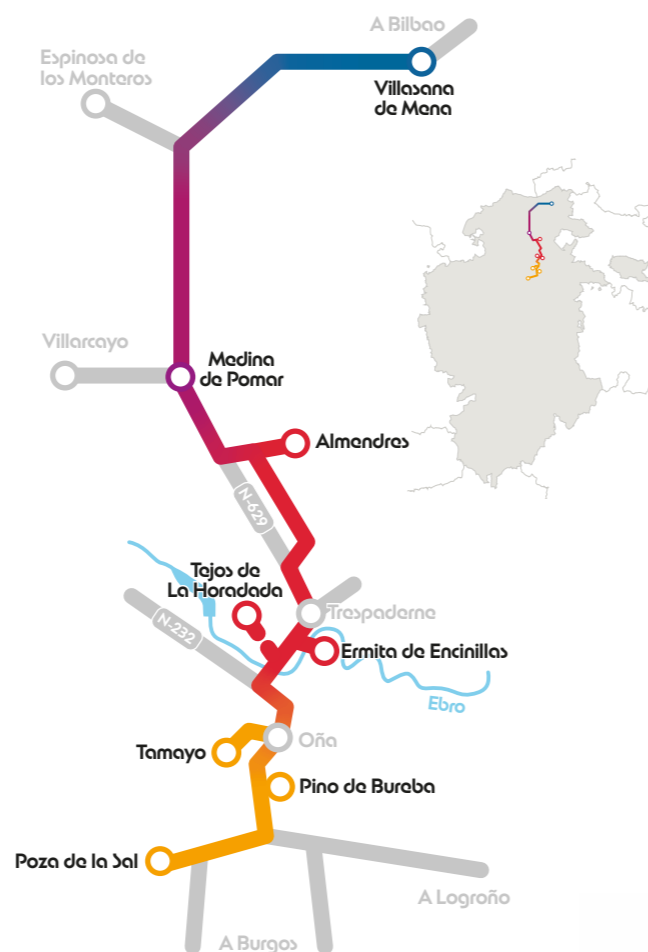 A Bilbao
Espinosa de
los Monteros
Villasana
de Mena
Villarcayo
Medina
de Pomar
Almendres
N-629
Tejos de
La Horadada
Trespaderne
N-232
Ermita de Encinillas
Ebro
Oña
Tamayo
Pino de Bureba
Poza de la Sal
A Logroño
A Burgos